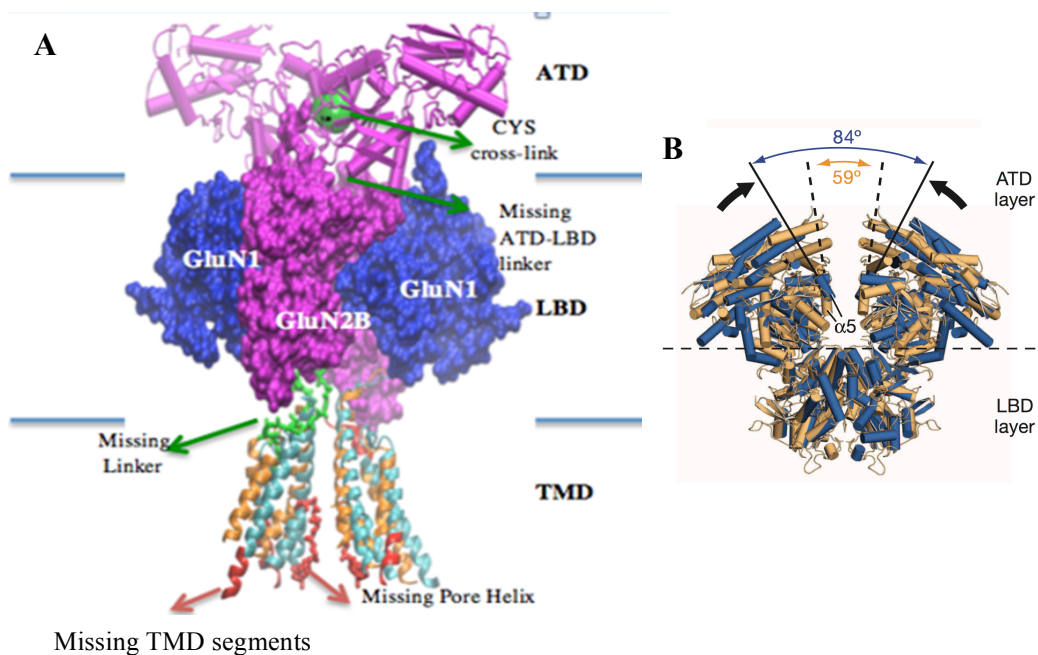 A
ATD
CYS
cross-link
Missing
ATD-LBD
linker
GluN1
GluN1
GluN2B
LBD
Missing
Linker
TMD
Missing Pore Helix
Missing TMD segments
B
84º
59º
ATD
layer
α5
LBD
layer